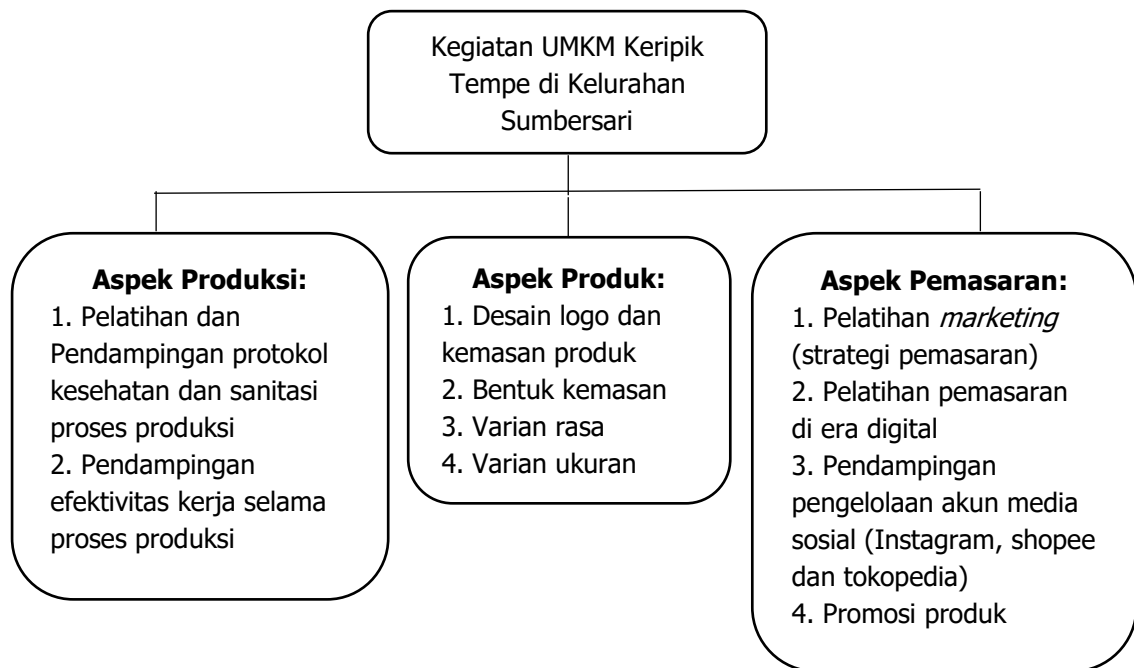 Kegiatan UMKM Keripik
Tempe di Kelurahan
Sumbersari
Aspek Produksi:
1. Pelatihan dan
Pendampingan protokol
kesehatan dan sanitasi
proses produksi
2. Pendampingan
efektivitas kerja selama
proses produksi
Aspek Produk:
1. Desain logo dan
kemasan produk
2. Bentuk kemasan
3. Varian rasa
4. Varian ukuran
Aspek Pemasaran:
1. Pelatihan marketing
(strategi pemasaran)
2. Pelatihan pemasaran
di era digital
3. Pendampingan
pengelolaan akun media
sosial (Instagram, shopee
dan tokopedia)
4. Promosi produk